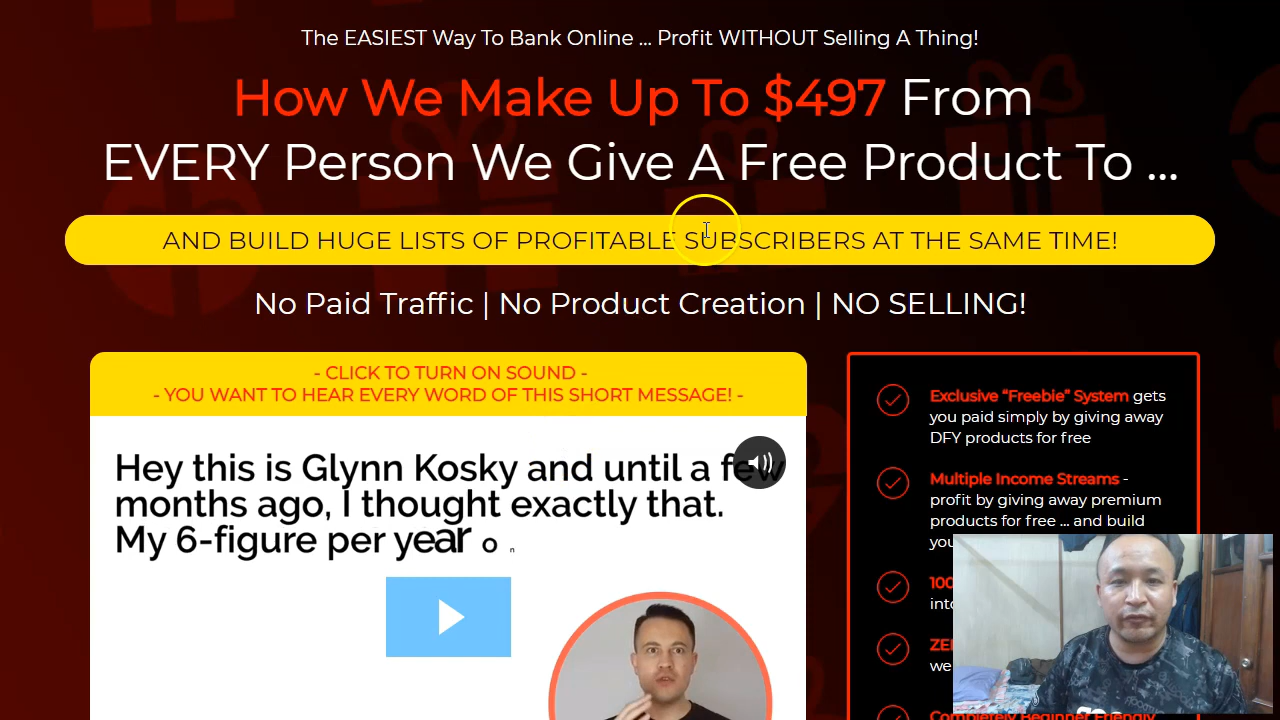 The EASIEST Way To Bank Online ... Profit WITHOUT Selling A Thing!
How We Make Up To $497 From
EVERY Person We Give A Free Product To ...
AND BUILD HUGE LISTS OF PROFITABLE SUBSCRIBERS AT THE SAME TIME!
No Paid Traffic | No Product Creation | NO SELLING!
- CLICK TO TURN ON SOUND -
- YOU WANT TO HEAR EVERY WORD OF THIS SHORT MESSAGE! -
Hey this is Glynn Kosky and until a few
months ago, I thought exactly that.
My 6-figure per year on
Exclusive “Freebie” System gets
you paid simply by giving away
DFY products for free
Multiple Income Streams -
profit by giving away premium
products for free ... and build
Completely Beginner Friendly